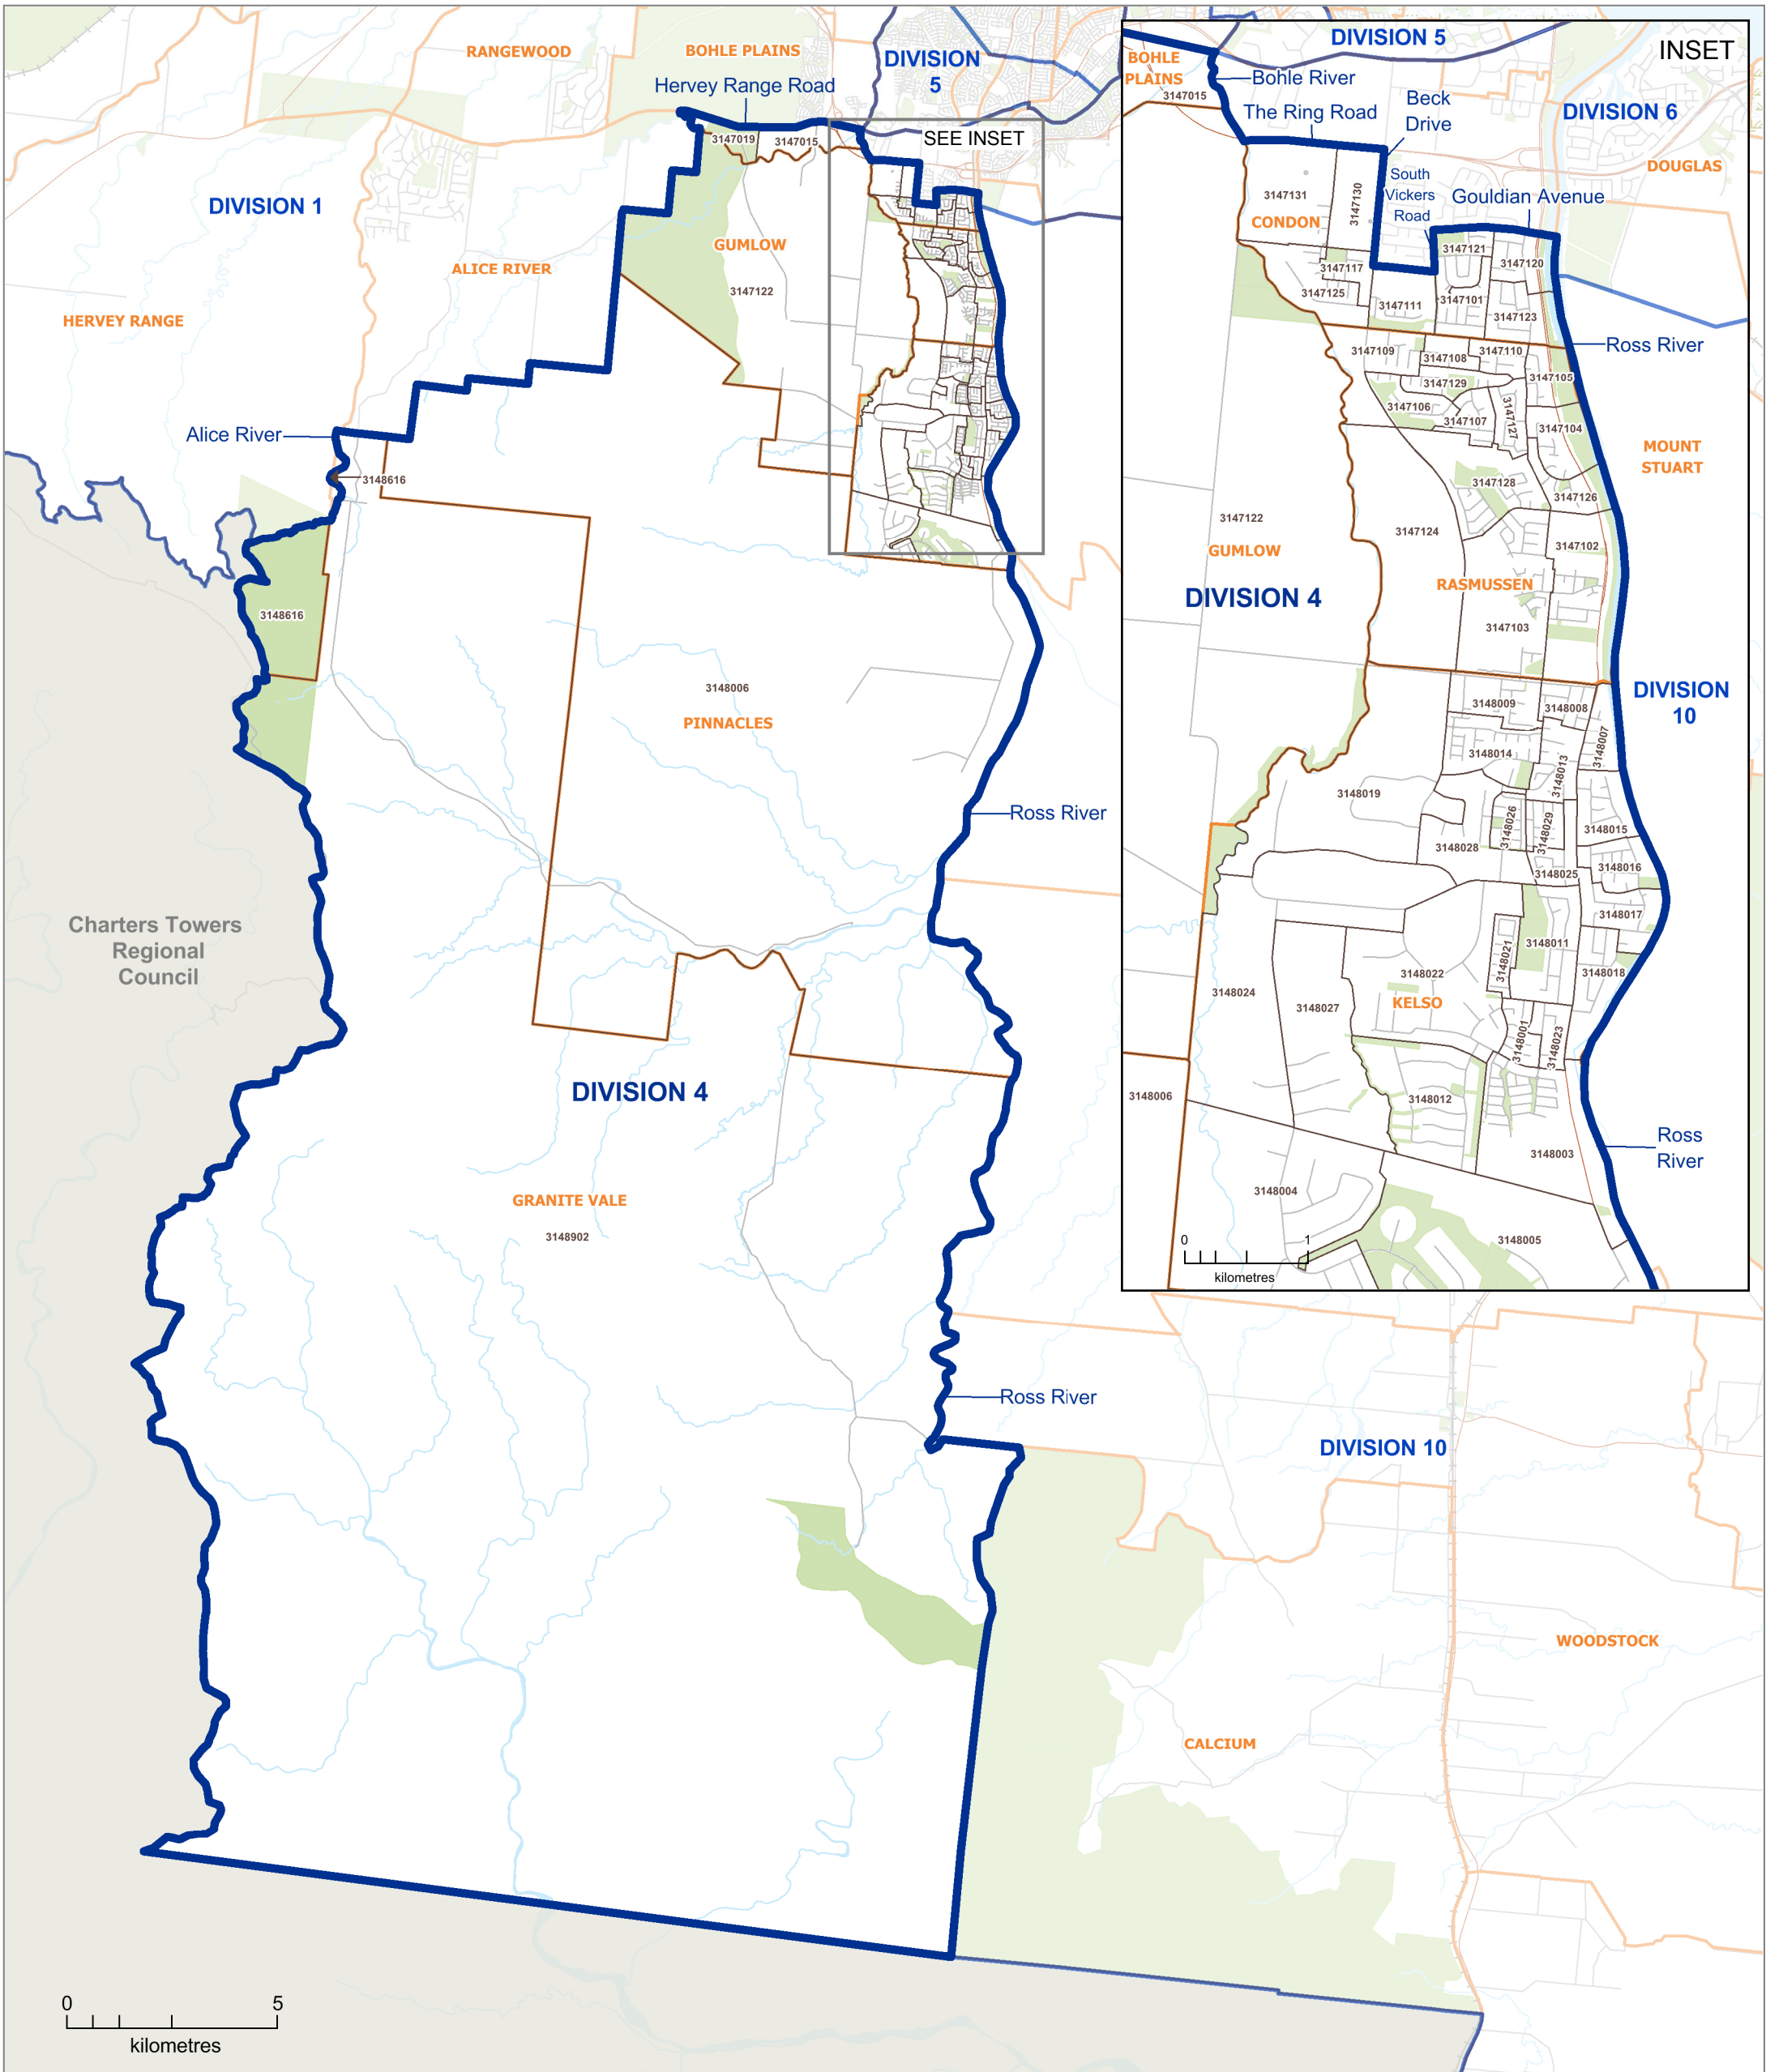 RANGEWOOD
BOHLE PLAINS
DIVISION
5
Hervey Range Road
SEE INSET
3147019
3147015
DIVISION 1
GUMLOW
ALICE RIVER
3147122
HERVEY RANGE
Alice River
3148616
3148616
3148006
PINNACLES
Ross River
Charters Towers
Regional
Council
DIVISION 4
GRANITE VALE
3148902
Ross River
DIVISION 10
WOODSTOCK
CALCIUM
0
5
kilometres
INSET
DIVISION 5
BOHLE
PLAINS
Bohle River
3147015
The Ring Road
Beck
Drive
DIVISION 6
DOUGLAS
South
Vickers
Road
Gouldian Avenue
3147131
3147130
CONDON
3147121
3147120
3147117
3147125
3147111
3147101
3147123
Ross River
3147109
3147108
3147110
3147105
3147129
3147106
3147107
3147127
3147104
MOUNT
STUART
3147128
3147126
3147122
3147124
3147102
GUMLOW
RASMUSSEN
DIVISION 4
3147103
DIVISION
10
3148009
3148008
3148007
3148014
3148013
3148019
3148026
3148029
3148015
3148028
3148016
3148025
3148017
3148011
3148021
3148022
3148018
3148024
KELSO
3148027
3148001
3148023
3148006
3148012
Ross
River
3148003
3148004
3148005
0
1
kilometres